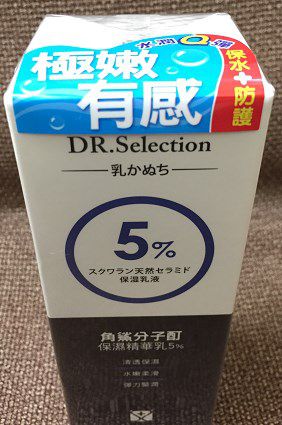 水潤Q彈
極嫩
有感
保水+防護
DR.Selection
乳かぬち
5%
スクワラン天然セラミド
保湿乳液
角鯊分子酊
保濕精華乳5%
清透保濕
水嫩柔滑
彈力緊潤